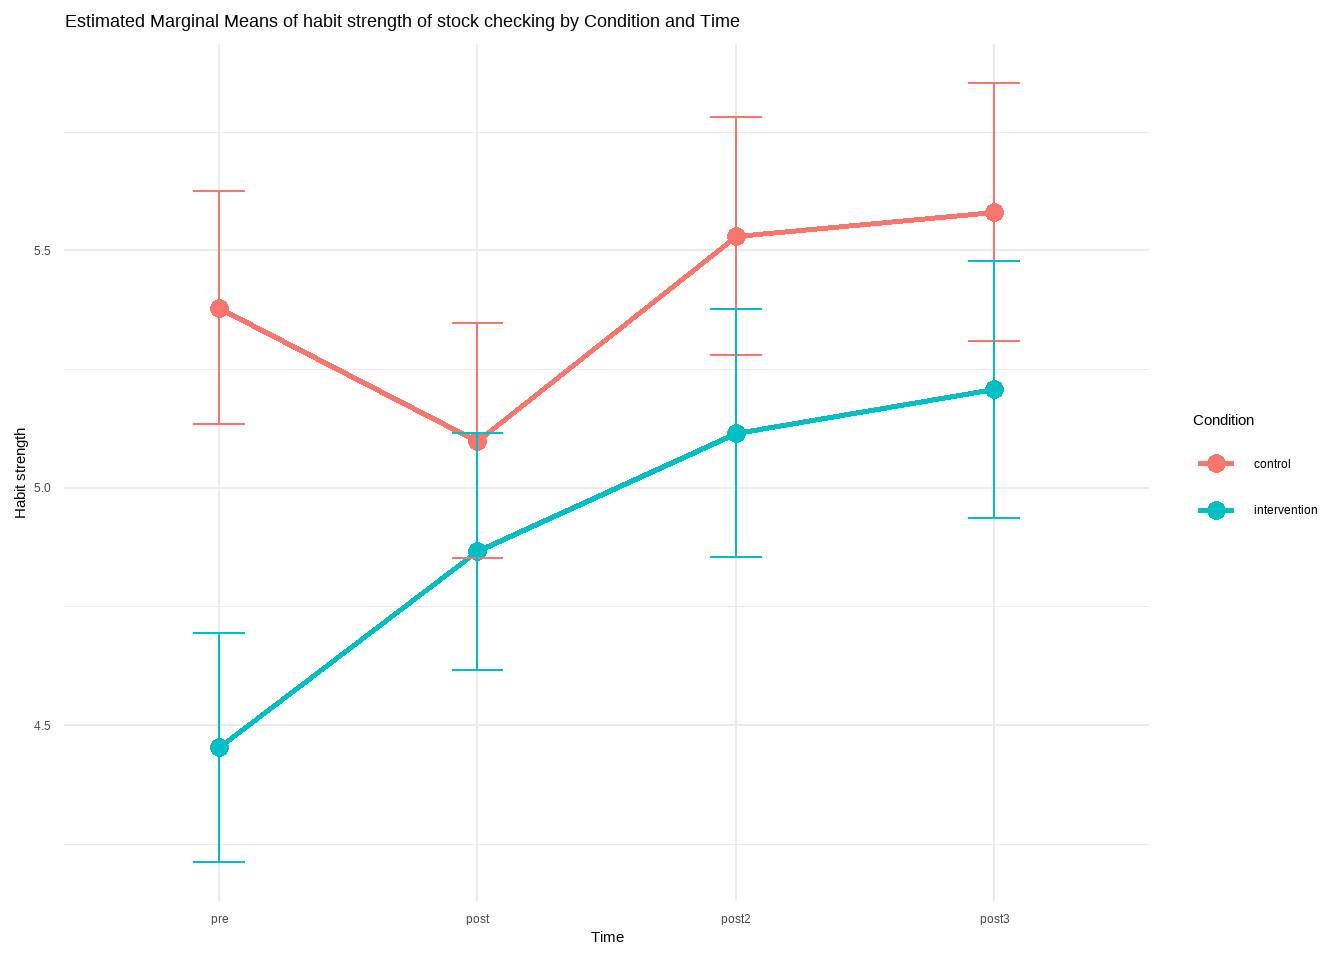 Estimated Marginal Means of habit strength of stock checking by Condition and Time
Habit strength
5.5
5.0
4.5
pre
post
post2
post3
Time
Condition
control
intervention